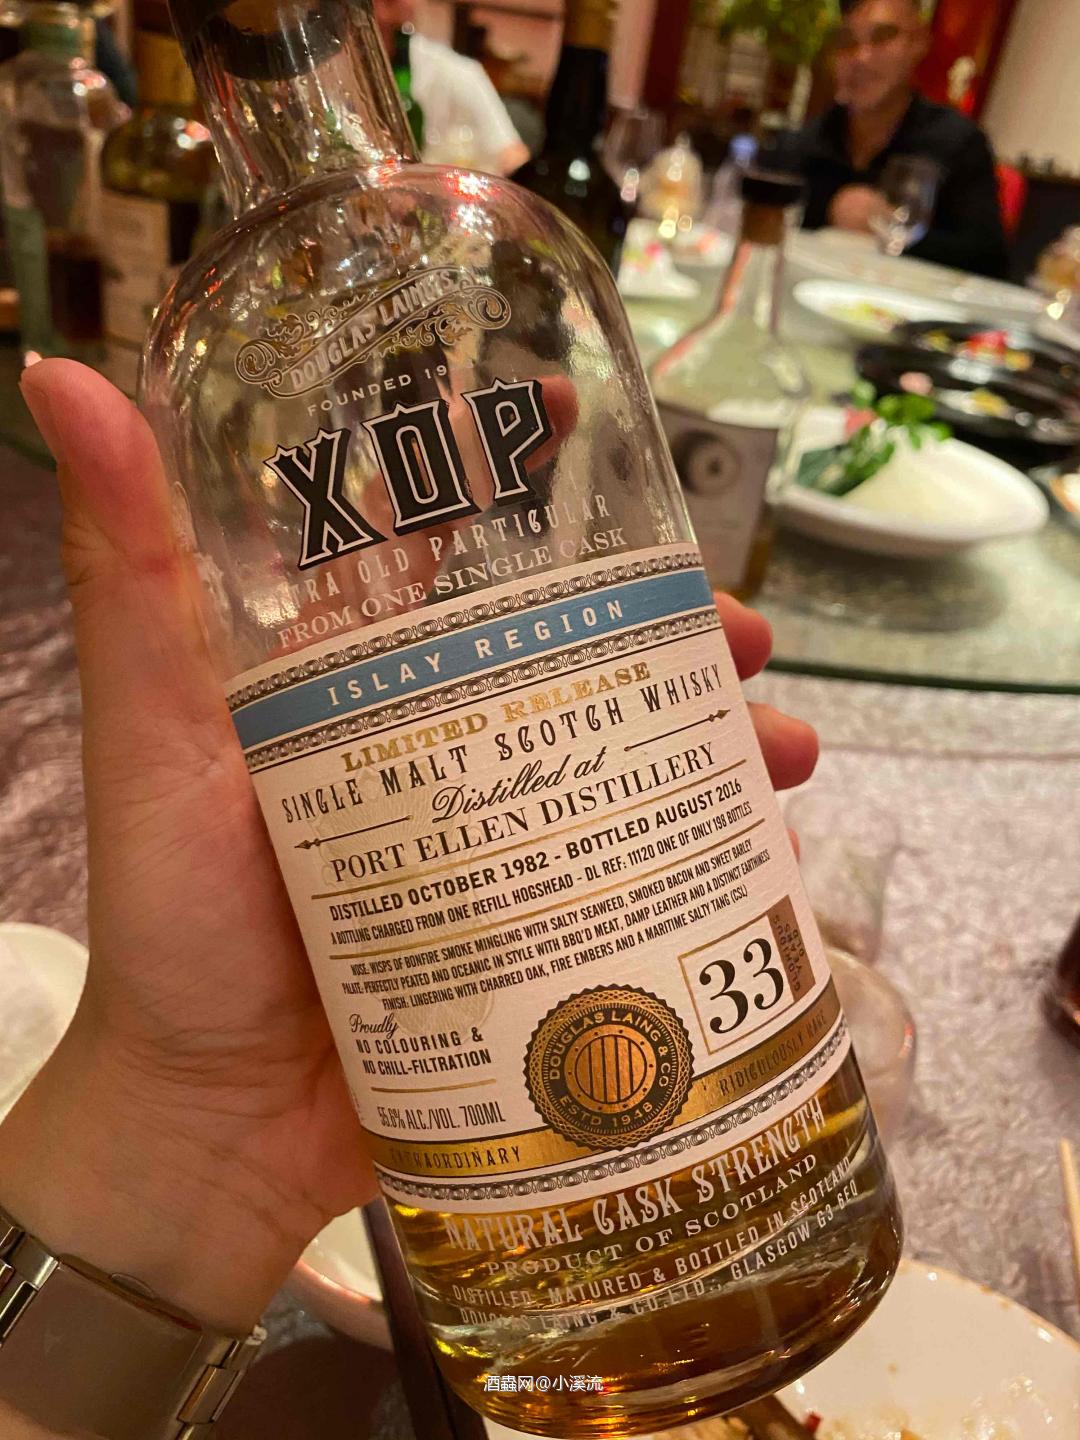 DOUGLAS LAING'S
FOUNDED 19
XOP
TRA OLD PARTICULAR
FROM ONE SINGLE CASK
ISLAY REGION
LIMITED RELEASE
SINGLE MALT SCOTCH WHISKY
Distilled at
PORT ELLEN DISTILLERY
DISTILLED OCTOBER 1982 - BOTTLED AUGUST 2016
A BOTTLING CHARGED FROM ONE REFILL HOGSHEAD - DL REF: 11120 ONE OF ONLY 198 BOTTLES
NOSE: WISPS OF BONFIRE SMOKE MINGLING WITH SALTY SEAWEED, SMOKED BACON AND SWEET BARLEY
PALATE: PERFECTLY PEATED AND OCEANIC IN STYLE WITH BBQ'D MEAT, DAMP LEATHER AND A DISTINCT EARTHINESS
FINISH: LINGERING WITH CHARRED OAK, FIRE EMBERS AND A MARITIME SALTY TANG (CSL)
33
Proudly
NO COLOURING &
NO CHILL-FILTRATION
DOUGLAS LAING & CO
ESTD 1948
55.6% ALC./VOL. 700ML
EXTRAORDINARY
RIDICULOUSLY RARE
NATURAL CASK STRENGTH
PRODUCT OF SCOTLAND
DISTILLED, MATURED & BOTTLED IN SCOTLAND
DOUGLAS LAING & CO. LTD., GLASGOW G3 6EQ
酒蟲网@小溪流